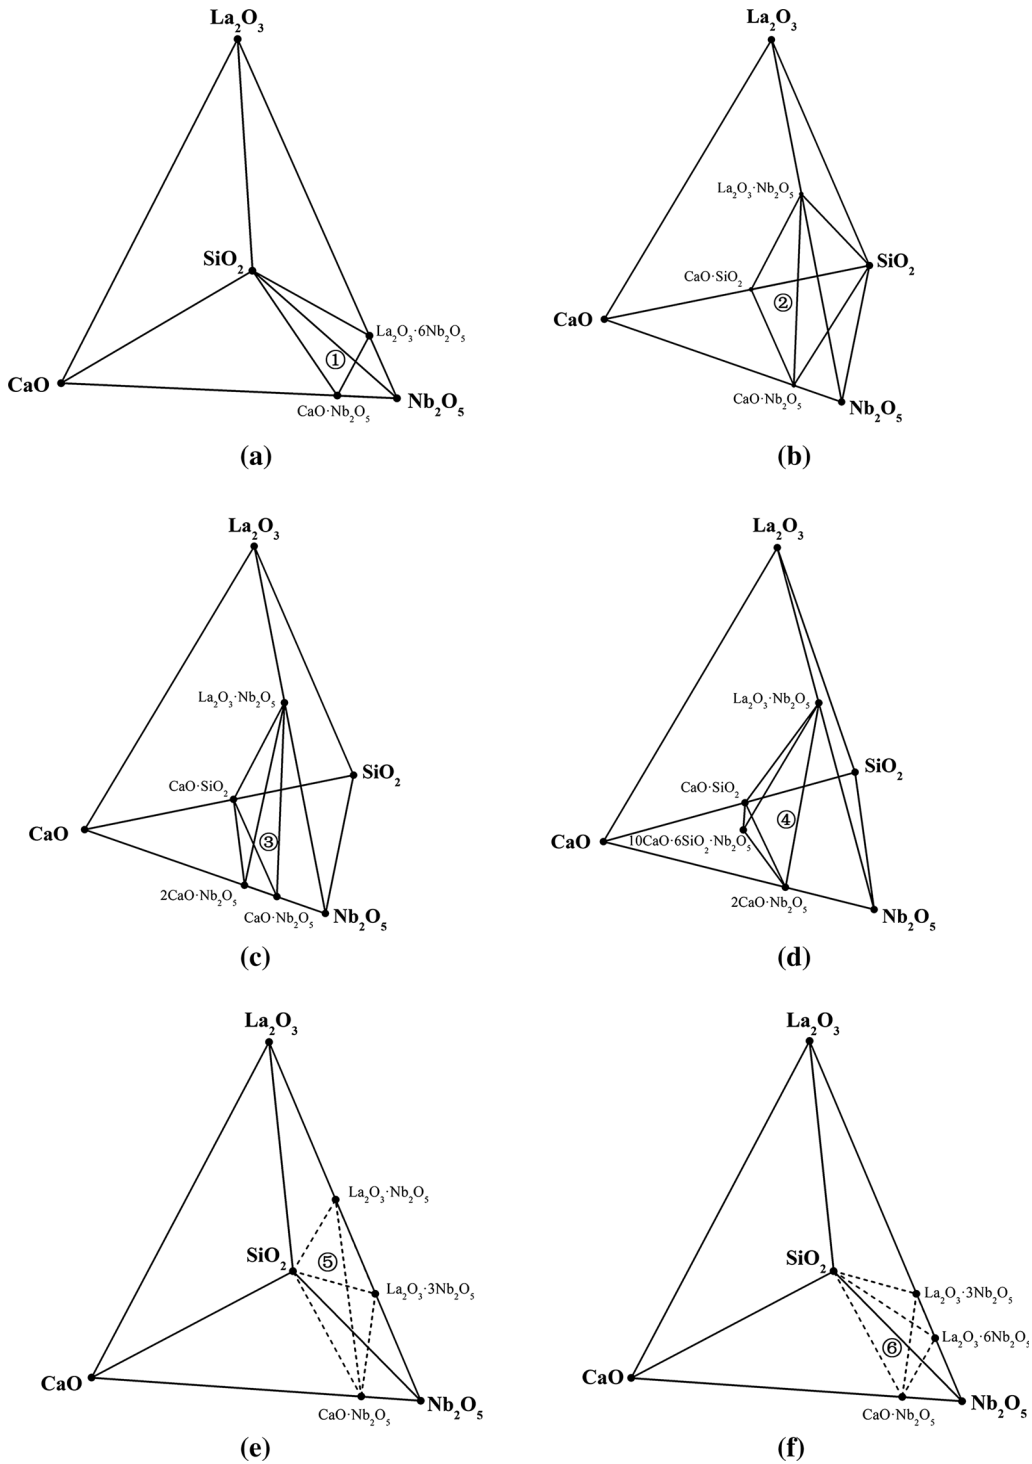 La₂O₃
SiO₂
La₂O₃·6Nb₂O₅
①
CaO
CaO·Nb₂O₅
Nb₂O₅
(a)
La₂O₃
La₂O₃·Nb₂O₅
SiO₂
CaO·SiO₂
②
CaO
CaO·Nb₂O₅
Nb₂O₅
(b)
La₂O₃
La₂O₃·Nb₂O₅
SiO₂
CaO·SiO₂
CaO
③
2CaO·Nb₂O₅
CaO·Nb₂O₅
Nb₂O₅
(c)
La₂O₃
La₂O₃·Nb₂O₅
SiO₂
CaO·SiO₂
④
CaO
10CaO·6SiO₂·Nb₂O₅
2CaO·Nb₂O₅
Nb₂O₅
(d)
La₂O₃
La₂O₃·Nb₂O₅
SiO₂
⑤
La₂O₃·3Nb₂O₅
CaO
CaO·Nb₂O₅
Nb₂O₅
(e)
La₂O₃
SiO₂
La₂O₃·3Nb₂O₅
La₂O₃·6Nb₂O₅
⑥
CaO
CaO·Nb₂O₅
Nb₂O₅
(f)